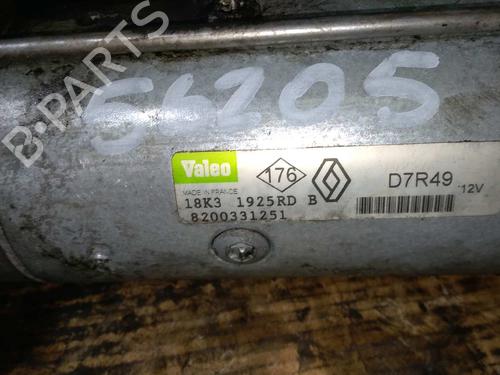 B-PARTS
56205
Valeo
MADE IN FRANCE
176
D7R49
12V
18K3 1925RD B
8200331251